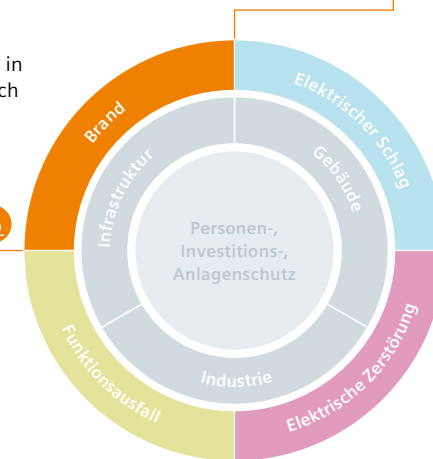 in
ch
Brand
Elektrischer Schlag
Infrastruktur
Gebäude
Personen-,
Investitions-,
Anlagenschutz
Funktionsausfall
Industrie
Elektrische Zerstörung